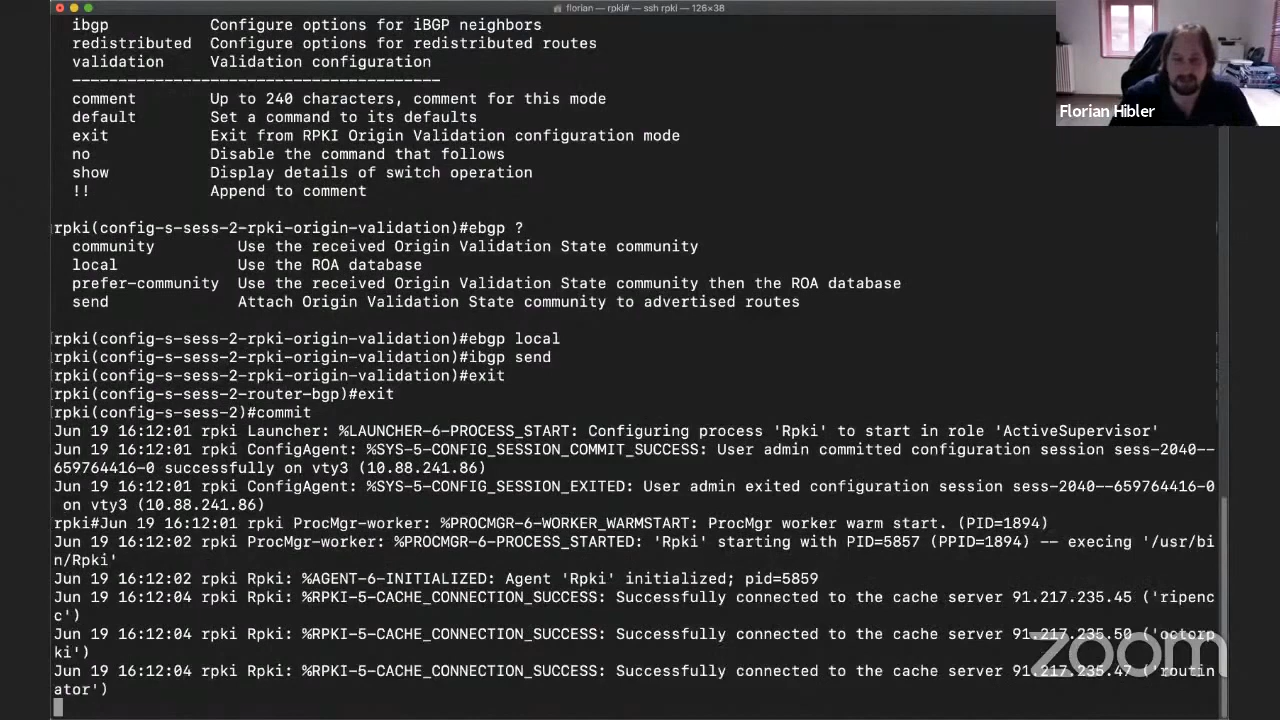 florian — rpki# — ssh rpki — 126×38
ibgp Configure options for iBGP neighbors
redistributed Configure options for redistributed routes
validation Validation configuration
----------------------------------------
comment Up to 240 characters, comment for this mode
default Set a command to its defaults
exit Exit from RPKI Origin Validation configuration mode
no Disable the command that follows
show Display details of switch operation
!! Append to comment
rpki(config-s-sess-2-rpki-origin-validation)#ebgp ?
community Use the received Origin Validation State community
local Use the ROA database
prefer-community Use the received Origin Validation State community then the ROA database
send Attach Origin Validation State community to advertised routes
rpki(config-s-sess-2-rpki-origin-validation)#ebgp local
rpki(config-s-sess-2-rpki-origin-validation)#ibgp send
rpki(config-s-sess-2-rpki-origin-validation)#exit
rpki(config-s-sess-2-router-bgp)#exit
rpki(config-s-sess-2)#commit
Jun 19 16:12:01 rpki Launcher: %LAUNCHER-6-PROCESS_START: Configuring process 'Rpki' to start in role 'ActiveSupervisor'
Jun 19 16:12:01 rpki ConfigAgent: %SYS-5-CONFIG_SESSION_COMMIT_SUCCESS: User admin committed configuration session sess-2040--
659764416-0 successfully on vty3 (10.88.241.86)
Jun 19 16:12:01 rpki ConfigAgent: %SYS-5-CONFIG_SESSION_EXITED: User admin exited configuration session sess-2040--659764416-0
on vty3 (10.88.241.86)
rpki#Jun 19 16:12:01 rpki ProcMgr-worker: %PROCMGR-6-WORKER_WARMSTART: ProcMgr worker warm start. (PID=1894)
Jun 19 16:12:02 rpki ProcMgr-worker: %PROCMGR-6-PROCESS_STARTED: 'Rpki' starting with PID=5857 (PPID=1894) -- execing '/usr/bi
n/Rpki'
Jun 19 16:12:02 rpki Rpki: %AGENT-6-INITIALIZED: Agent 'Rpki' initialized; pid=5859
Jun 19 16:12:02 rpki Rpki: %RPKI-5-CACHE_CONNECTION_SUCCESS: Successfully connected to the cache server 91.217.235.45 ('ripenc
c')
Jun 19 16:12:04 rpki Rpki: %RPKI-5-CACHE_CONNECTION_SUCCESS: Successfully connected to the cache server 91.217.235.50 ('octorp
ki')
Jun 19 16:12:04 rpki Rpki: %RPKI-5-CACHE_CONNECTION_SUCCESS: Successfully connected to the cache server 91.217.235.47 ('routin
ator')
Florian Hibler
zoom